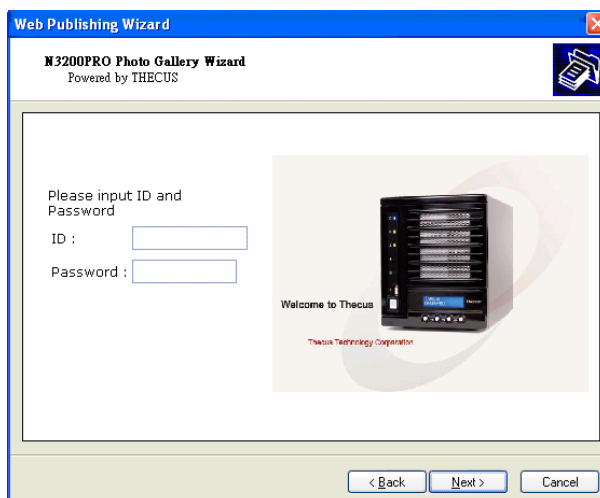 Web Publishing Wizard
N3200PRO Photo Gallery Wizard
Powered by THECUS
Please input ID and
Password
ID :
Password :
Welcome to Thecus
Thecus Technology Corporation
< Back
Next >
Cancel